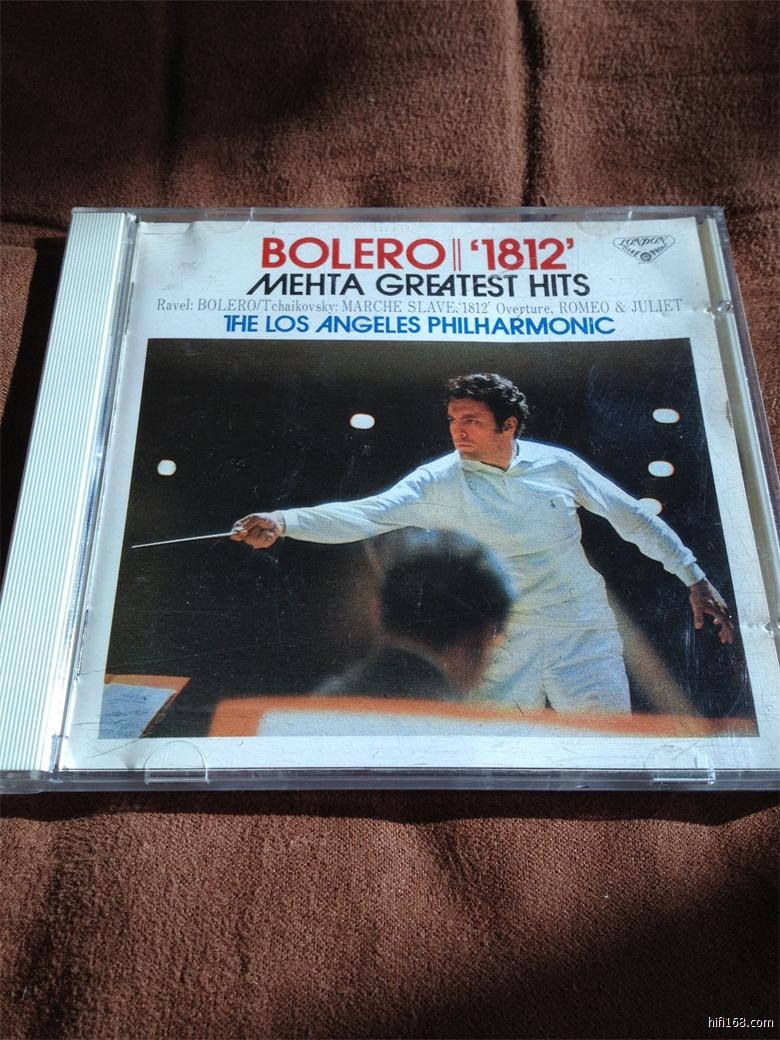 BOLERO || '1812'
LONDON
MEHTA GREATEST HITS
Ravel: BOLERO/Tchaikovsky: MARCHE SLAVE,'1812' Overture, ROMEO & JULIET
THE LOS ANGELES PHILHARMONIC
hifi168.com